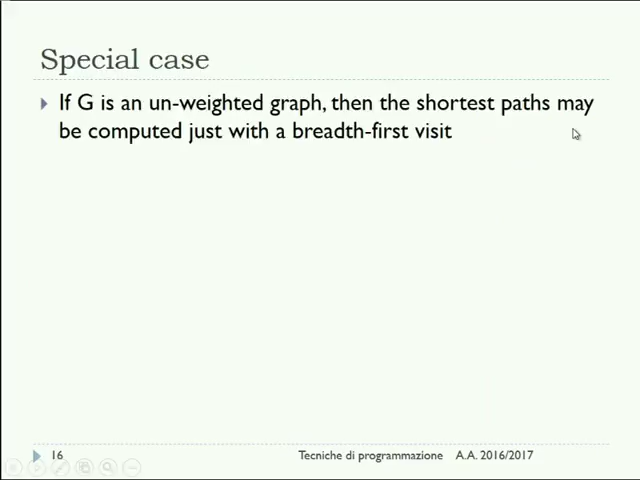 Special case
If G is an un-weighted graph, then the shortest paths may
be computed just with a breadth-first visit
16
Tecniche di programmazione A.A. 2016/2017